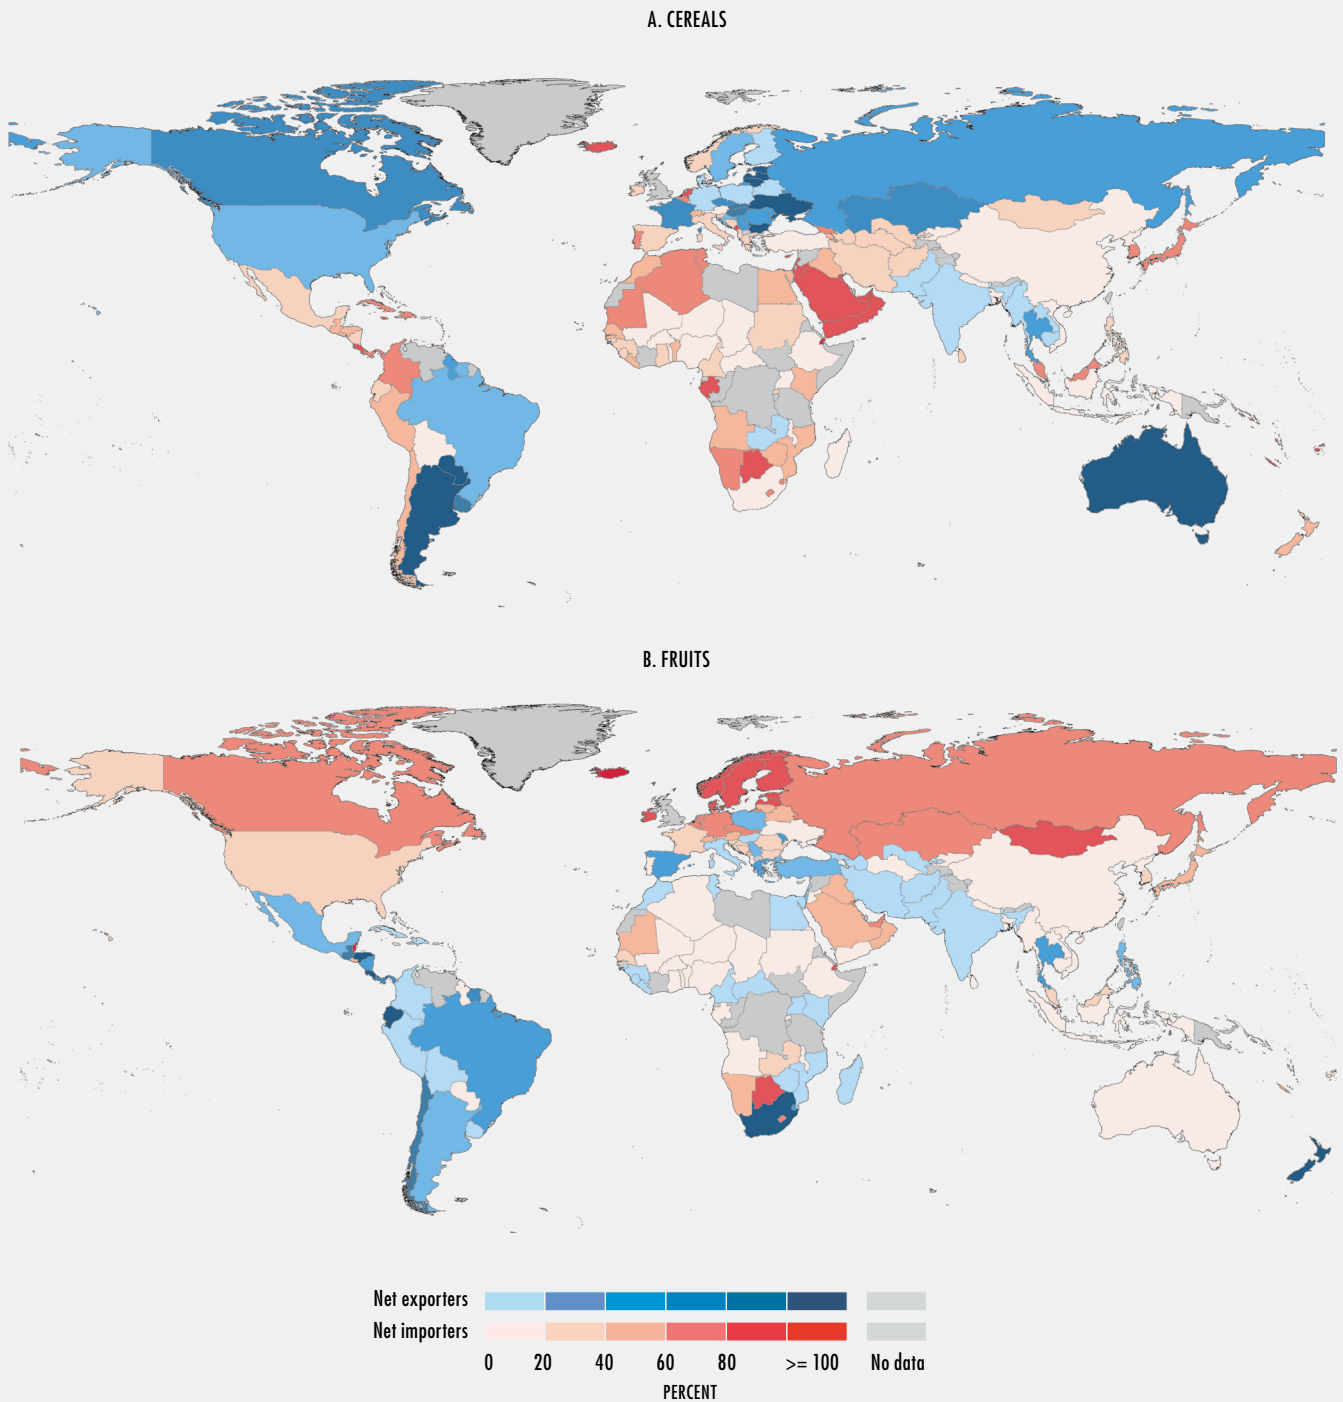 A. CEREALS
B. FRUITS
Net exporters
Net importers
0 20 40 60 80 >= 100 No data
PERCENT